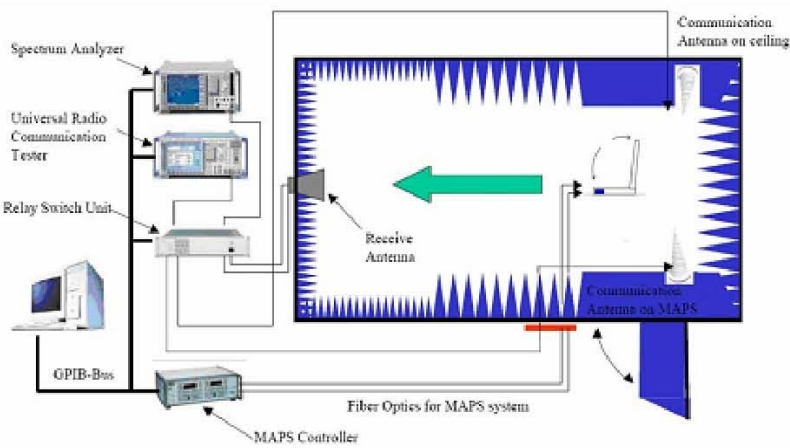 Communication
Antenna on ceiling
Spectrum Analyzer
Universal Radio
Communication
Tester
Relay Switch Unit
Receive
Antenna
Communication
Antenna on MAPS
GPIB-Bus
Fiber Optics for MAPS system
MAPS Controller